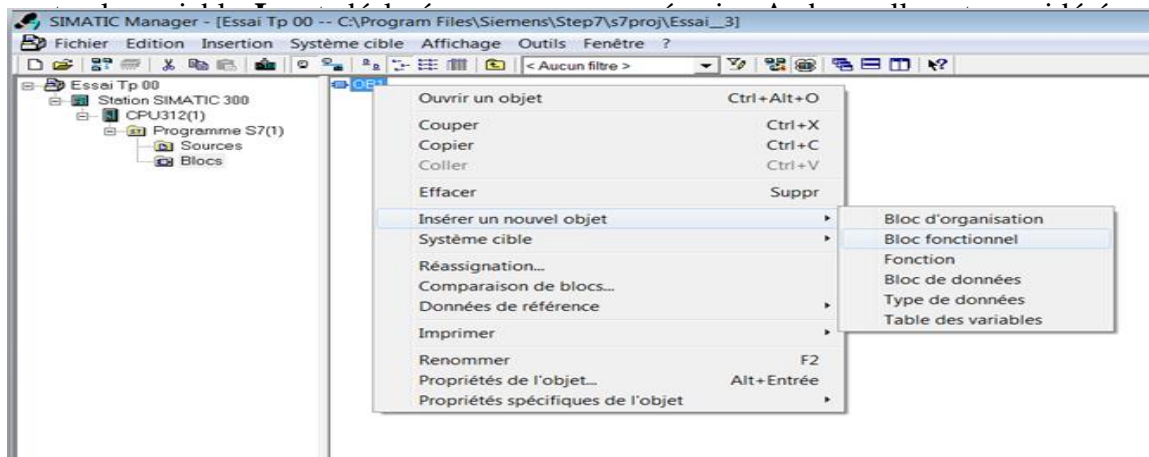 SIMATIC Manager - [Essai Tp 00 -- C:\Program Files\Siemens\Step7\s7proj\Essai__3]
Fichier Edition Insertion Système cible Affichage Outils Fenêtre ?
< Aucun filtre >
Essai Tp 00
Station SIMATIC 300
CPU312(1)
Programme S7(1)
Sources
Blocs
OB1
Ouvrir un objet Ctrl+Alt+O
Couper Ctrl+X
Copier Ctrl+C
Coller Ctrl+V
Effacer Suppr
Insérer un nouvel objet
Système cible
Réassignation...
Comparaison de blocs...
Données de référence
Imprimer
Renommer F2
Propriétés de l'objet... Alt+Entrée
Propriétés spécifiques de l'objet
Bloc d'organisation
Bloc fonctionnel
Fonction
Bloc de données
Type de données
Table des variables